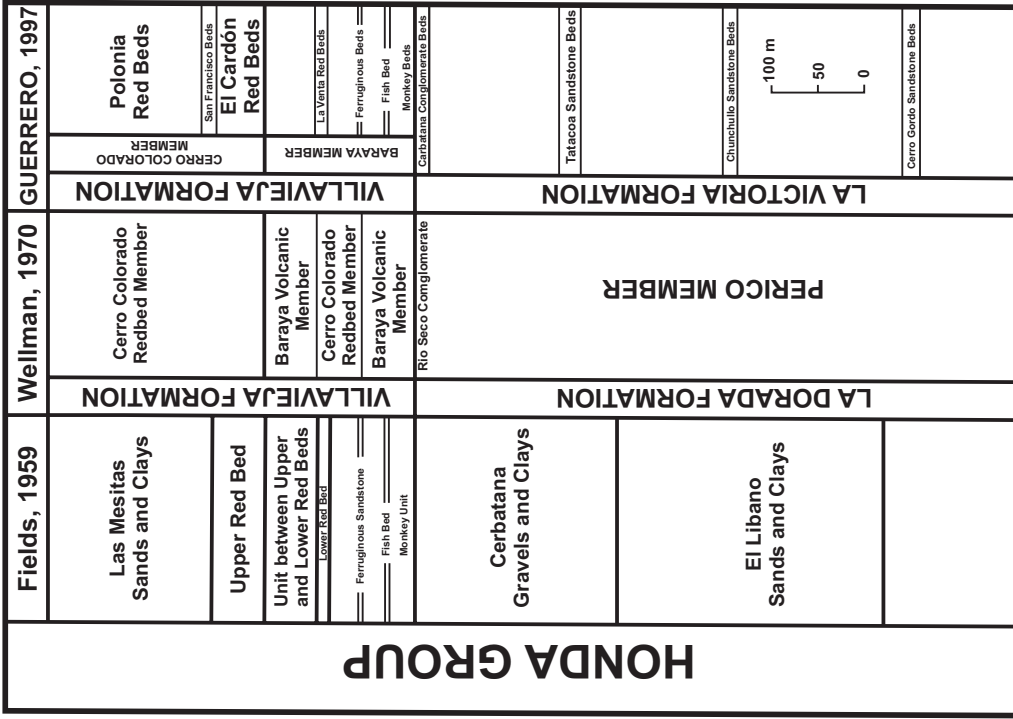 HONDA GROUP
Fields, 1959
Las Mesitas
Sands and Clays
Upper Red Bed
Unit between Upper
and Lower Red Beds
Lower Red Bed
Ferruginous Sandstone
Fish Bed
Monkey Unit
Cerbatana
Gravels and Clays
El Libano
Sands and Clays
Wellman, 1970
VILLAVIEJA FORMATION
LA DORADA FORMATION
Cerro Colorado
Redbed Member
Baraya Volcanic
Member
Cerro Colorado
Redbed Member
Baraya Volcanic
Member
Rio Seco Comglomerate
PERICO MEMBER
GUERRERO, 1997
VILLAVIEJA FORMATION
LA VICTORIA FORMATION
CERRO COLORADO
MEMBER
BARAYA MEMBER
Polonia
Red Beds
San Francisco Beds
El Cardón
Red Beds
La Venta Red Beds
Ferruginous Beds
Fish Bed
Monkey Beds
Carbatana Conglomerate Beds
Tatacoa Sandstone Beds
Chunchullo Sandstone Beds
Cerro Gordo Sandstone Beds
100 m
50
0